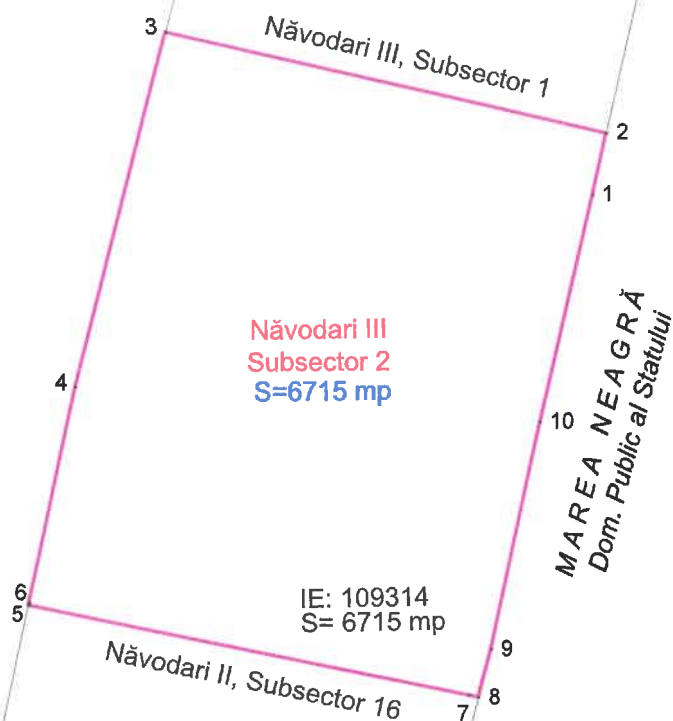 3
Năvodari III, Subsector 1
2
1
Năvodari III
Subsector 2
S=6715 mp
MAREA NEAGRĂ
Dom. Public al Statului
4
10
6
5
IE: 109314
S= 6715 mp
9
Năvodari II, Subsector 16
8
7